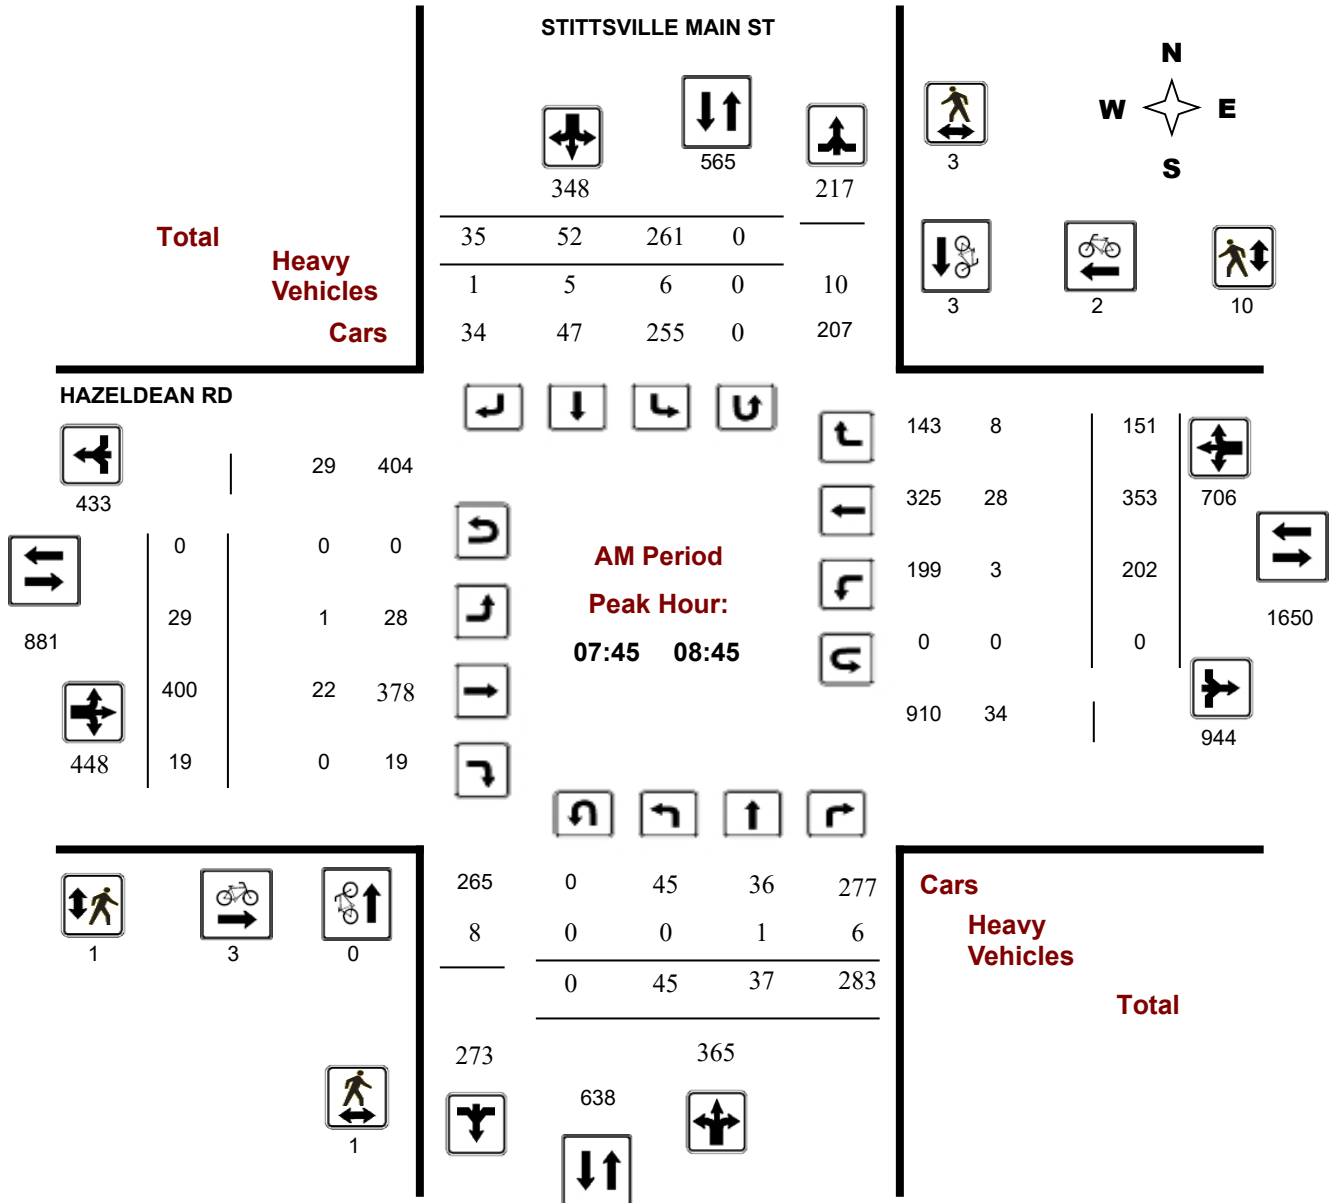 STITTSVILLE MAIN ST
N
W E
S
348
565
217
3
Total
35 52 261 0
Heavy
Vehicles
1 5 6 0 10
Cars
34 47 255 0 207
3 2 10
HAZELDEAN RD
433
29 404
143 8 151
706
0 0 0
325 28 353
AM Period
881
29 1 28
199 3 202
Peak Hour:
1650
07:45 08:45
0 0 0
400 22 378
910 34
944
448
19 0 19
265 0 45 36 277
Cars
8 0 0 1 6
Heavy
Vehicles
1 3 0
0 45 37 283
Total
273
365
638
1